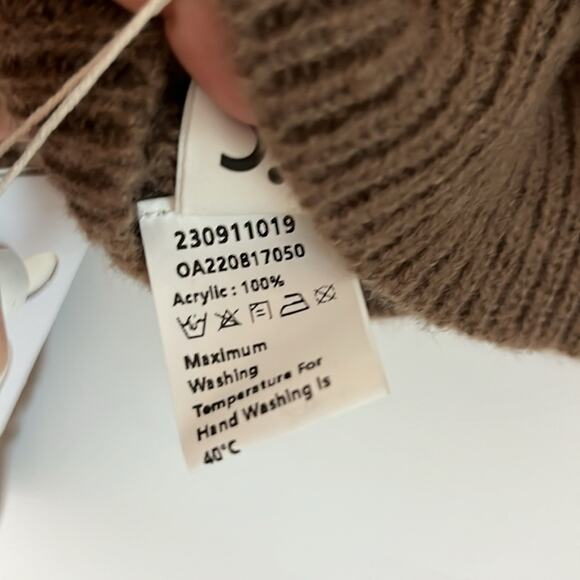 230911019
OA220817050
Acrylic : 100%
Maximum
Washing
Temperature For
Hand Washing Is
40°C